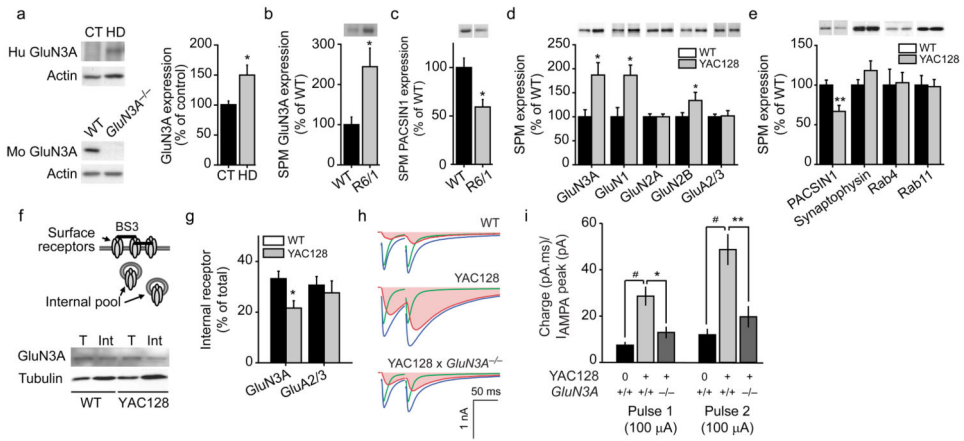 a
CT HD
Hu GluN3A
Actin
WT
GluN3A–/–
Mo GluN3A
Actin
GluN3A expression
(% of control)
200
150
100
50
0
*
CT HD
b
SPM GluN3A expression
(% of WT)
300
200
100
0
*
WT
R6/1
c
SPM PACSIN1 expression
(% of WT)
125
100
75
50
25
0
*
WT
R6/1
d
WT
YAC128
SPM expression
(% of WT)
250
200
150
100
50
0
* * *
GluN3A
GluN1
GluN2A
GluN2B
GluA2/3
e
WT
YAC128
SPM expression
(% of WT)
200
150
100
50
0
**
PACSIN1
Synaptophysin
Rab4
Rab11
f
BS3
Surface
receptors
Internal pool
T Int T Int
GluN3A
Tubulin
WT YAC128
g
WT
YAC128
Internal receptor
(% of total)
40
20
0
*
GluN3A
GluA2/3
h
WT
YAC128
YAC128 x GluN3A–/–
50 ms
1 nA
i
Charge (pA.ms)/
IAMPA peak (pA)
60
40
20
0
# *
# **
YAC128 0 + + 0 + +
GluN3A +/+ +/+ –/– +/+ +/+ –/–
Pulse 1 Pulse 2
(100 µA) (100 µA)